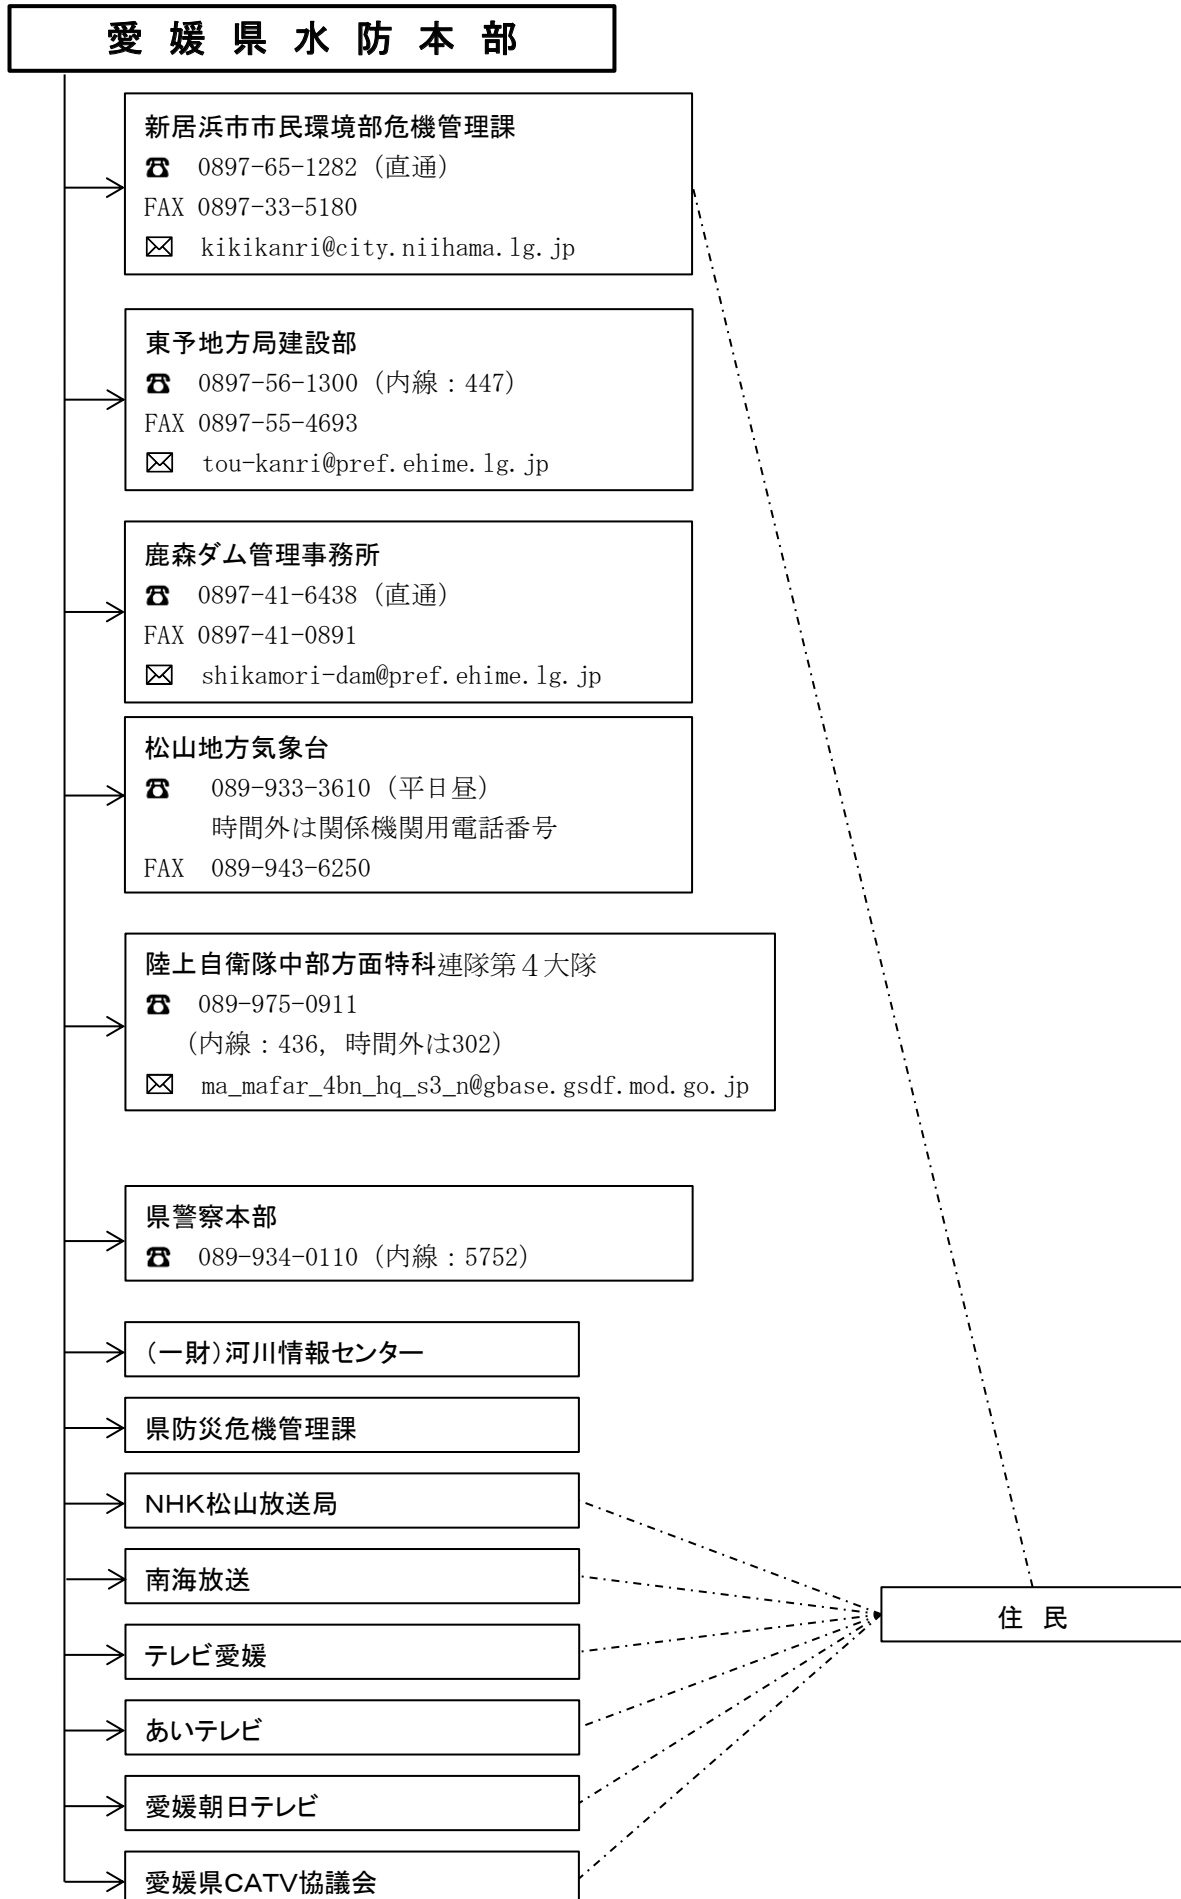 愛媛県水防本部
新居浜市市民環境部危機管理課
☎ 0897-65-1282（直通）
FAX 0897-33-5180
✉ kikikanri@city.niihama.lg.jp
東予地方局建設部
☎ 0897-56-1300（内線：447）
FAX 0897-55-4693
✉ tou-kanri@pref.ehime.lg.jp
鹿森ダム管理事務所
☎ 0897-41-6438（直通）
FAX 0897-41-0891
✉ shikamori-dam@pref.ehime.lg.jp
松山地方気象台
☎ 089-933-3610（平日昼）
時間外は関係機関用電話番号
FAX 089-943-6250
陸上自衛隊中部方面特科連隊第４大隊
☎ 089-975-0911
（内線：436, 時間外は302）
✉ ma_mafar_4bn_hq_s3_n@gbase.gsdf.mod.go.jp
県警察本部
☎ 089-934-0110（内線：5752）
（一財）河川情報センター
県防災危機管理課
NHK松山放送局
南海放送
テレビ愛媛
住民
あいテレビ
愛媛朝日テレビ
愛媛県CATV協議会